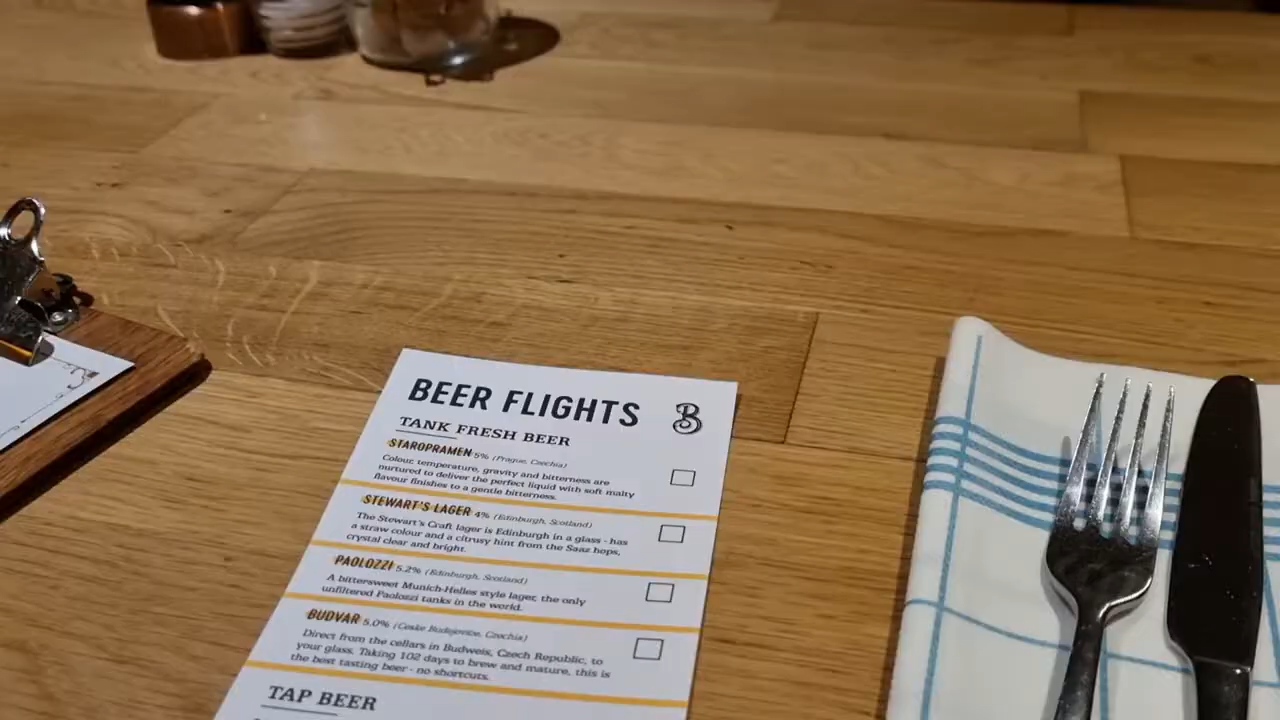 BEER FLIGHTS
B
TANK FRESH BEER
STAROPRAMEN 5% (Prague, Czechia)
Colour, temperature, gravity and bitterness are
nurtured to deliver the perfect liquid with soft malty
flavour finishes to a gentle bitterness.
STEWART'S LAGER 4% (Edinburgh, Scotland)
The Stewart's Craft lager is Edinburgh in a glass - has
a straw colour and a citrusy hint from the Saaz hops,
crystal clear and bright.
PAOLOZZI 5.2% (Edinburgh, Scotland)
A bittersweet Munich-Helles style lager, the only
unfiltered Paolozzi tanks in the world.
BUDVAR 5.0% (Ceske Budejovice, Czechia)
Direct from the cellars in Budweis, Czech Republic, to
your glass. Taking 102 days to brew and mature, this is
the best tasting beer - no shortcuts.
TAP BEER